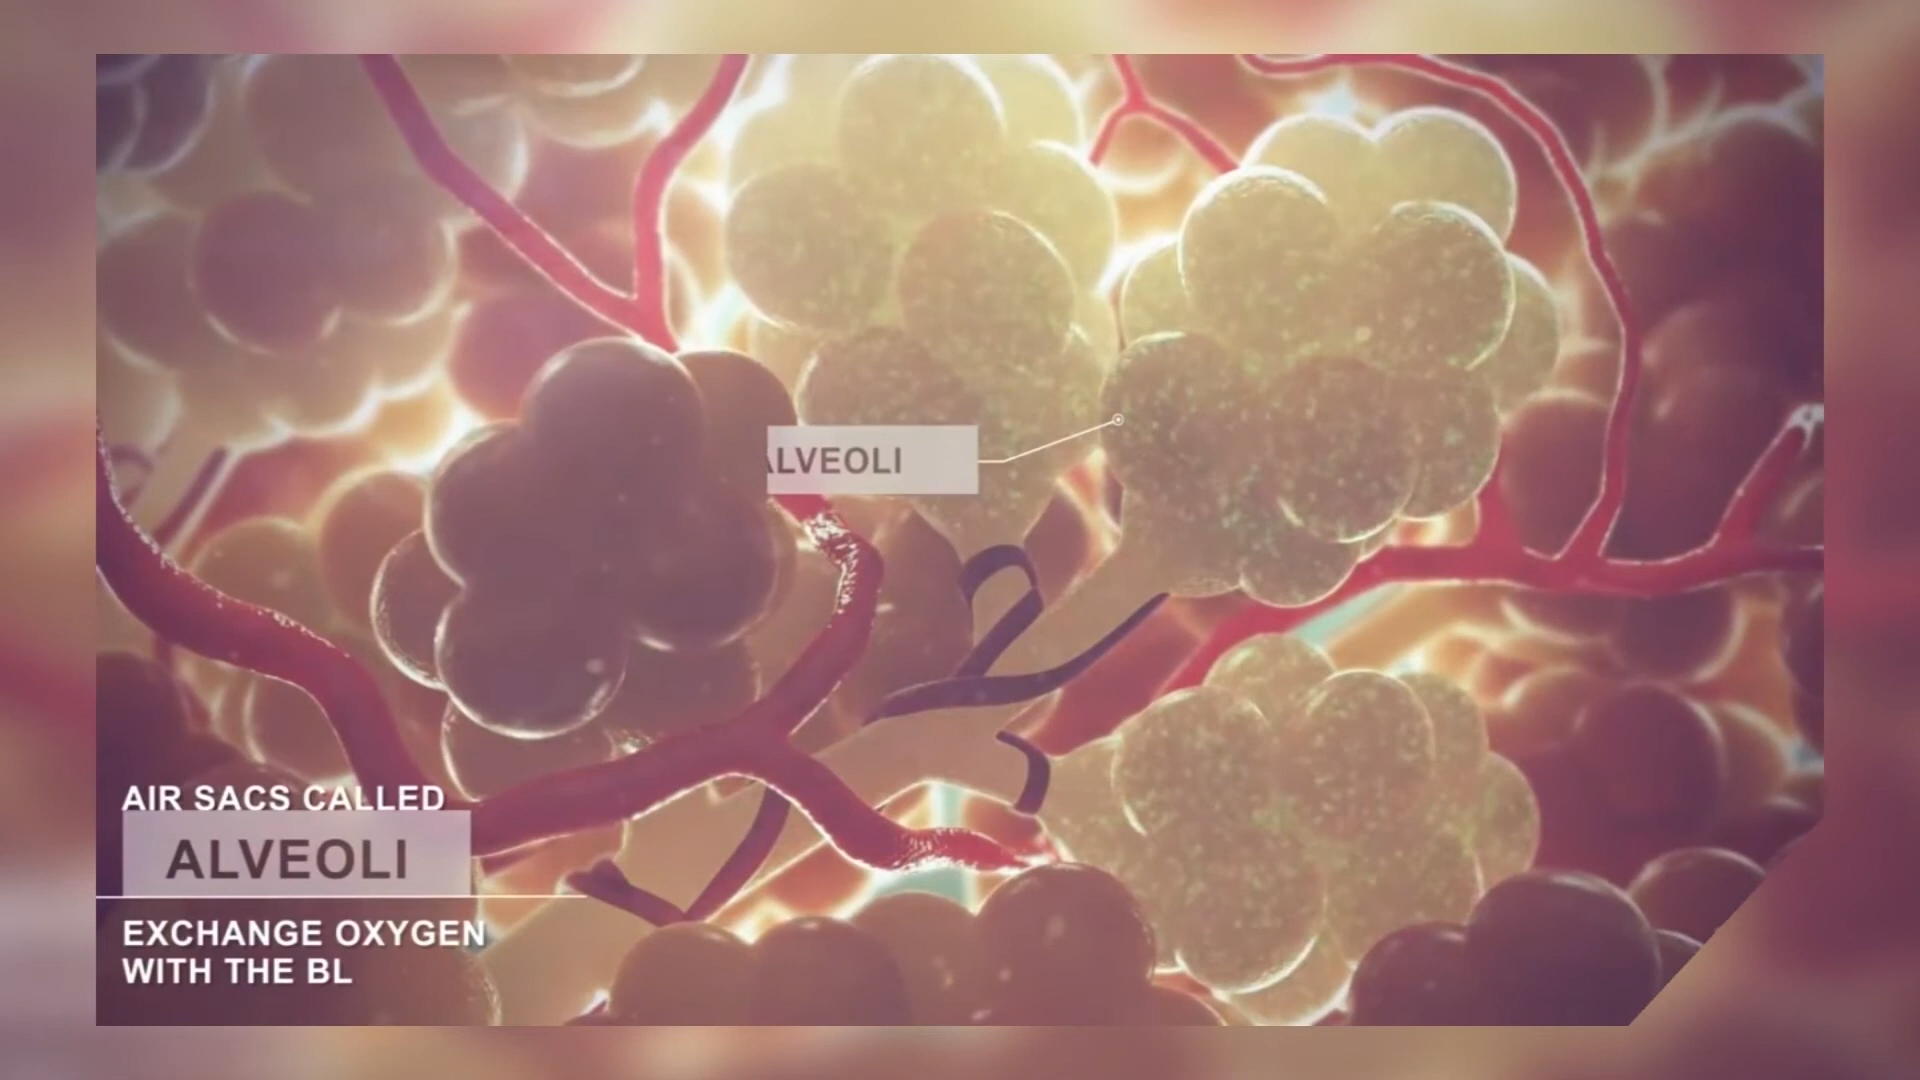 ALVEOLI
AIR SACS CALLED
ALVEOLI
EXCHANGE OXYGEN
WITH THE BL